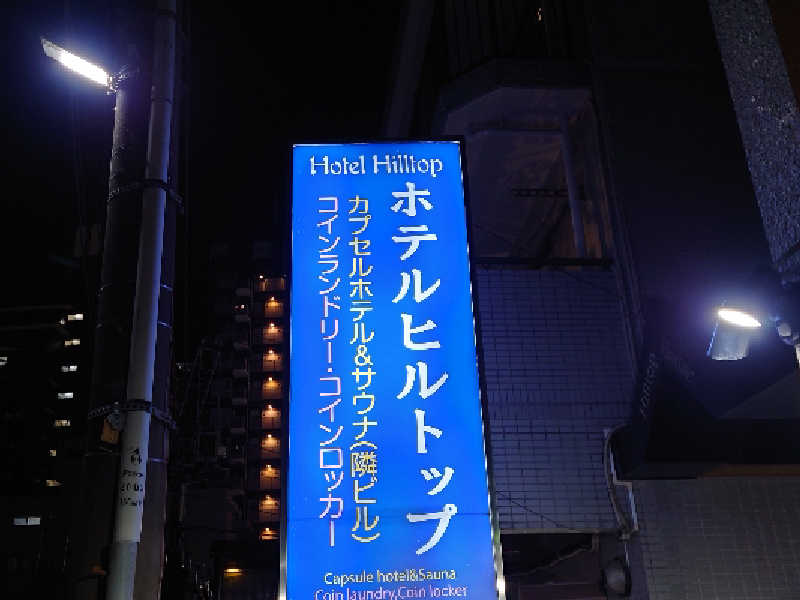 Hotel Hilltop
ホテルヒルトップ
カプセルホテル&サウナ(隣ビル)
コインランドリー・コインロッカー
Capsule hotel&Sauna
Coin laundry,Coin locker